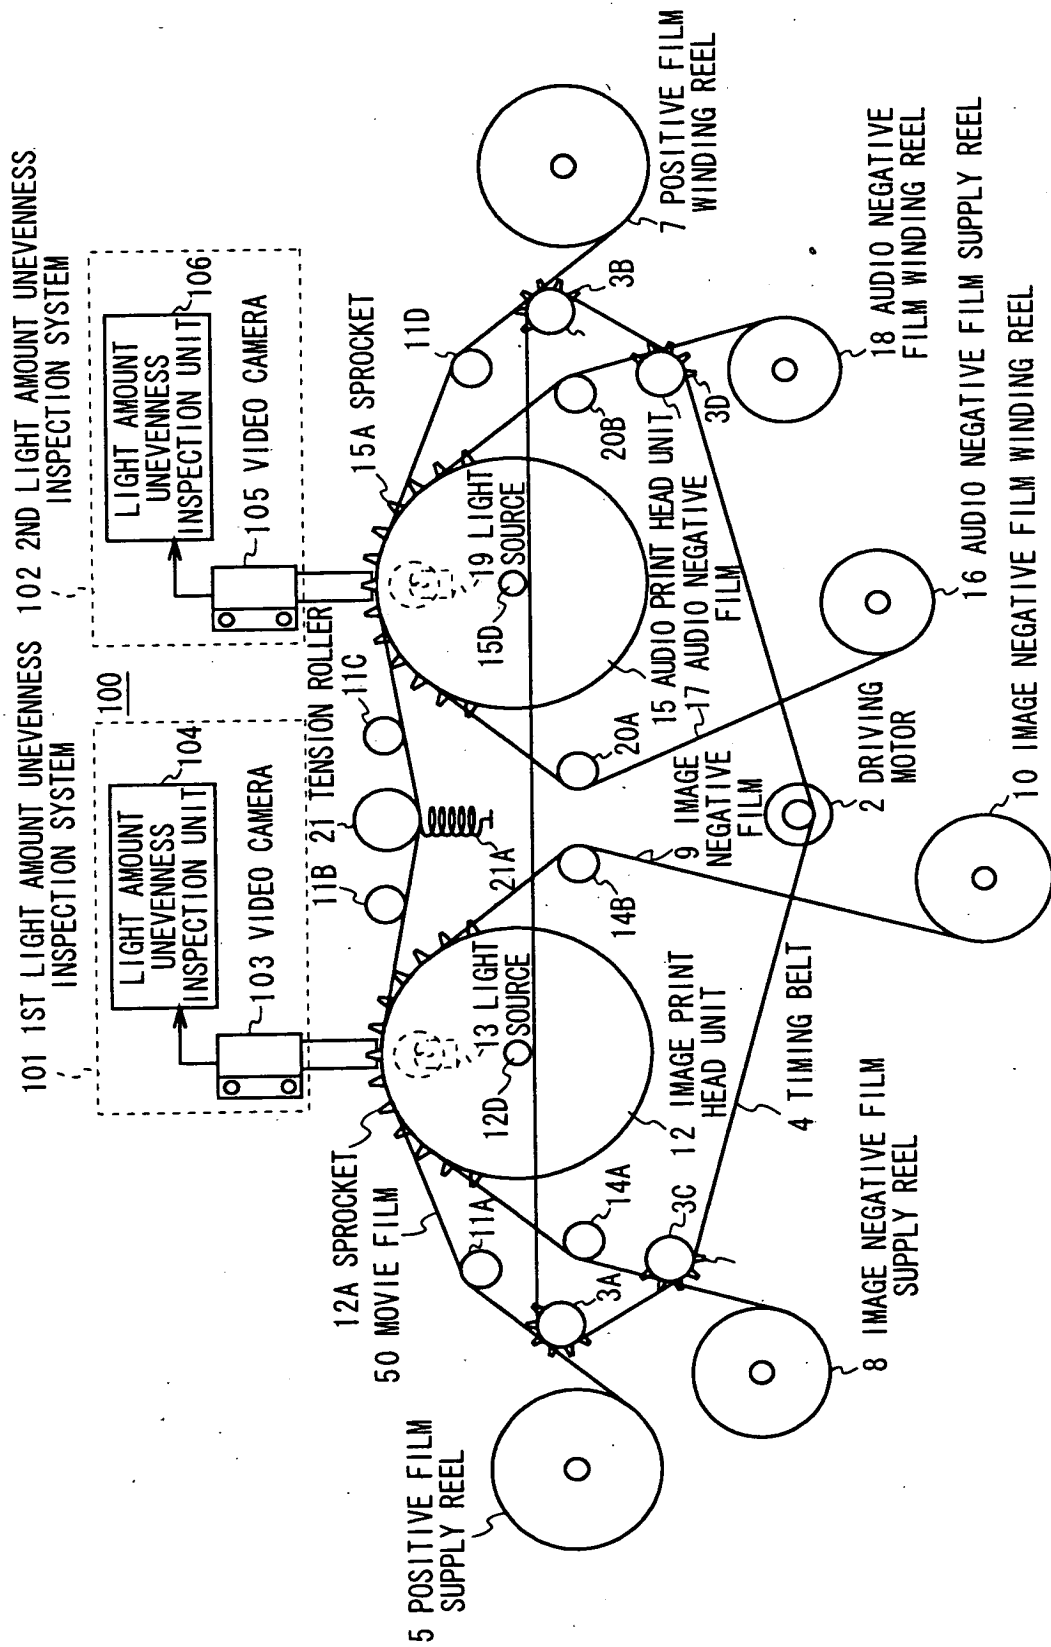 101 1ST LIGHT AMOUNT UNEVENNESS
INSPECTION SYSTEM
102 2ND LIGHT AMOUNT UNEVENNESS
INSPECTION SYSTEM
100
LIGHT AMOUNT
UNEVENNESS
INSPECTION UNIT
104
103 VIDEO CAMERA
LIGHT AMOUNT
UNEVENNESS
INSPECTION UNIT
106
105 VIDEO CAMERA
12A SPROCKET
50 MOVIE FILM
11A
11B
21 TENSION ROLLER
11C
21A
15A SPROCKET
11D
5 POSITIVE FILM
SUPPLY REEL
7 POSITIVE FILM
WINDING REEL
13 LIGHT
SOURCE
12D
19 LIGHT
SOURCE
15D
3A
3B
14A
14B
20A
20B
3C
3D
12 IMAGE PRINT
HEAD UNIT
15 AUDIO PRINT HEAD UNIT
17 AUDIO NEGATIVE
FILM
9 IMAGE
NEGATIVE
FILM
4 TIMING BELT
2 DRIVING
MOTOR
8 IMAGE NEGATIVE FILM
SUPPLY REEL
18 AUDIO NEGATIVE
FILM WINDING REEL
16 AUDIO NEGATIVE FILM SUPPLY REEL
10 IMAGE NEGATIVE FILM WINDING REEL